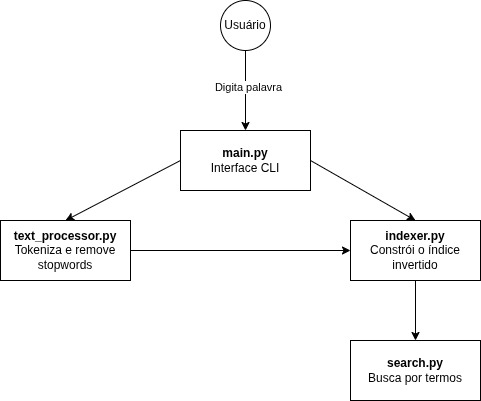 Usuário
Digita palavra
main.py
Interface CLI
text_processor.py
Tokeniza e remove
stopwords
indexer.py
Constrói o índice
invertido
search.py
Busca por termos